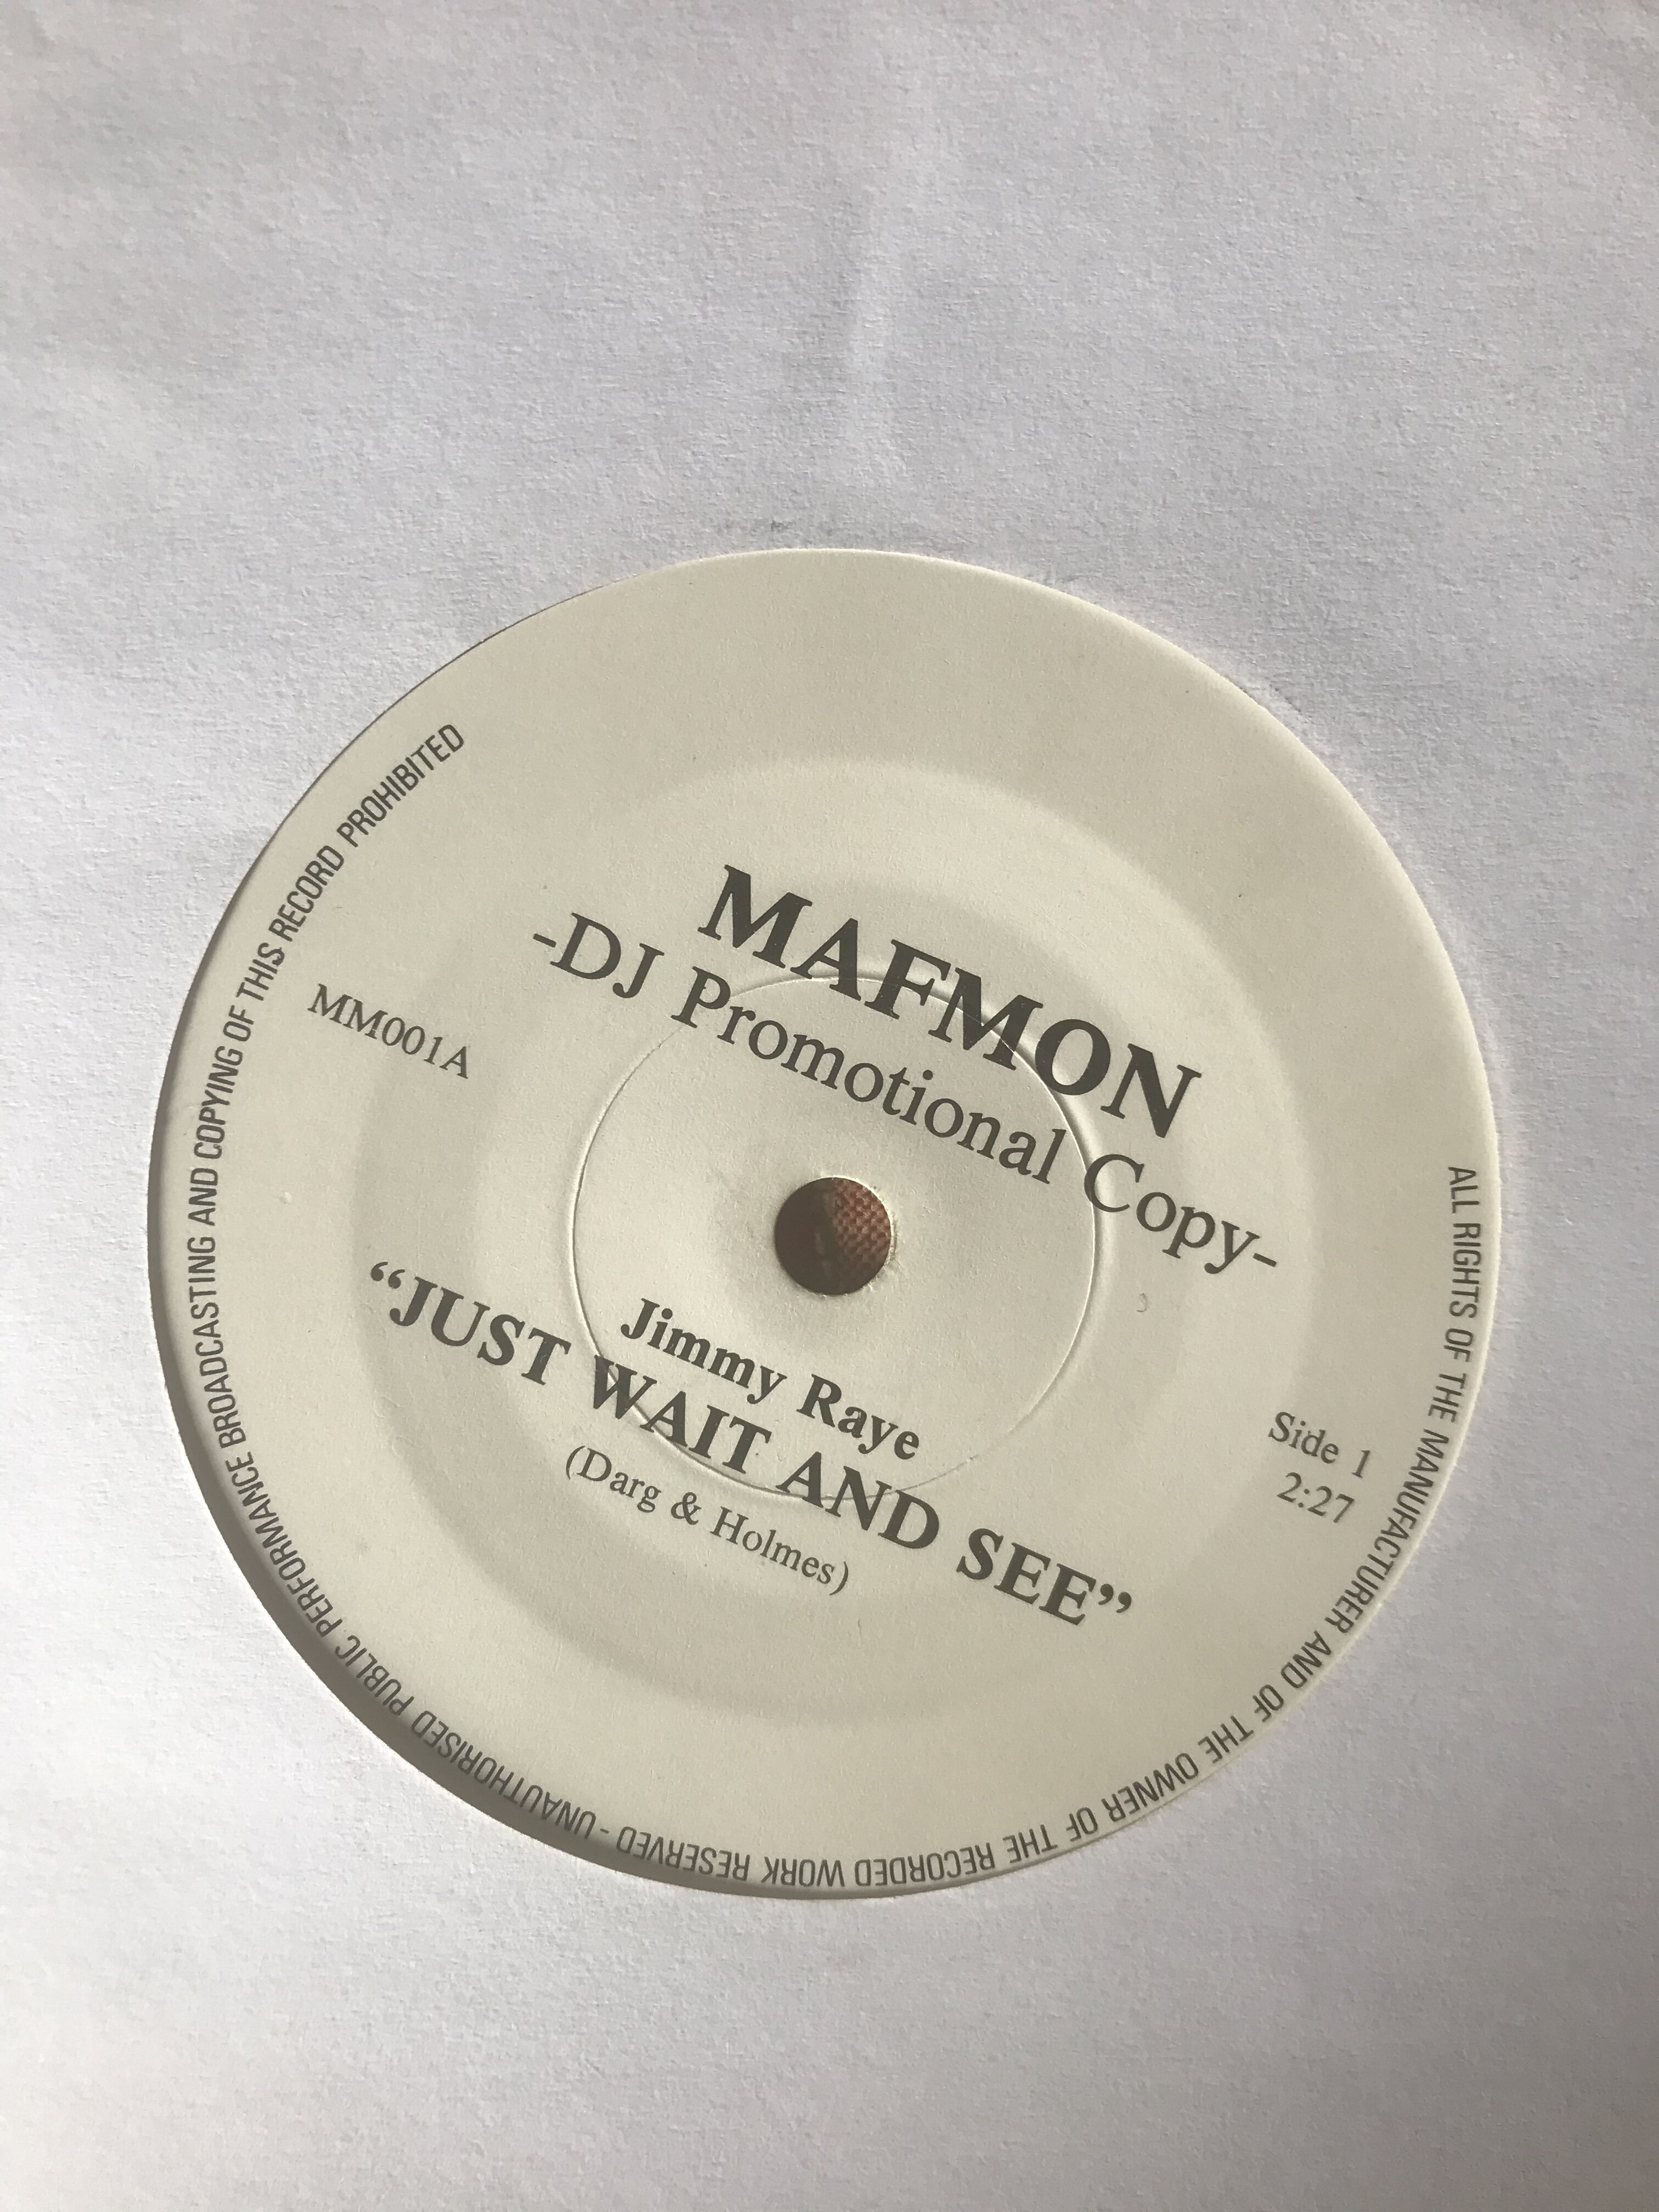 MAFMON
-DJ Promotional Copy-
MM001A
Jimmy Raye
“JUST WAIT AND SEE”
(Darg & Holmes)
Side 1
2:27
ALL RIGHTS OF THE MANUFACTURER AND OF THE OWNER OF THE RECORDED WORK RESERVED - UNAUTHORISED PUBLIC PERFORMANCE BROADCASTING AND COPYING OF THIS RECORD PROHIBITED